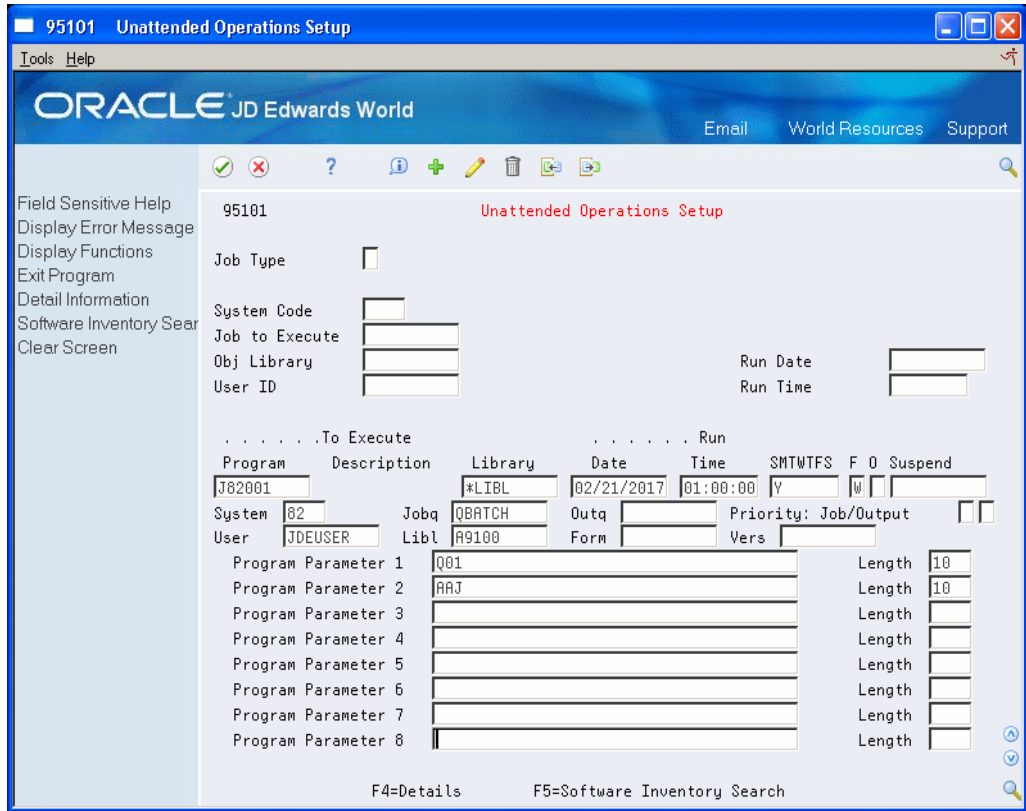 95101 Unattended Operations Setup
Tools Help
ORACLE JD Edwards World
Email World Resources Support
Field Sensitive Help
Display Error Message
Display Functions
Exit Program
Detail Information
Software Inventory Sear
Clear Screen
95101 Unattended Operations Setup
Job Type
System Code
Job to Execute
Obj Library Run Date
User ID Run Time
. . . . . .To Execute . . . . . . Run
Program Description Library Date Time SMTWTFS F O Suspend
J82001 *LIBL 02/21/2017 01:00:00 Y W
System 82 Jobq QBATCH Outq Priority: Job/Output
User JDEUSER Libl A9100 Form Vers
Program Parameter 1 Q01 Length 10
Program Parameter 2 AAJ Length 10
Program Parameter 3 Length
Program Parameter 4 Length
Program Parameter 5 Length
Program Parameter 6 Length
Program Parameter 7 Length
Program Parameter 8 Length
F4=Details F5=Software Inventory Search